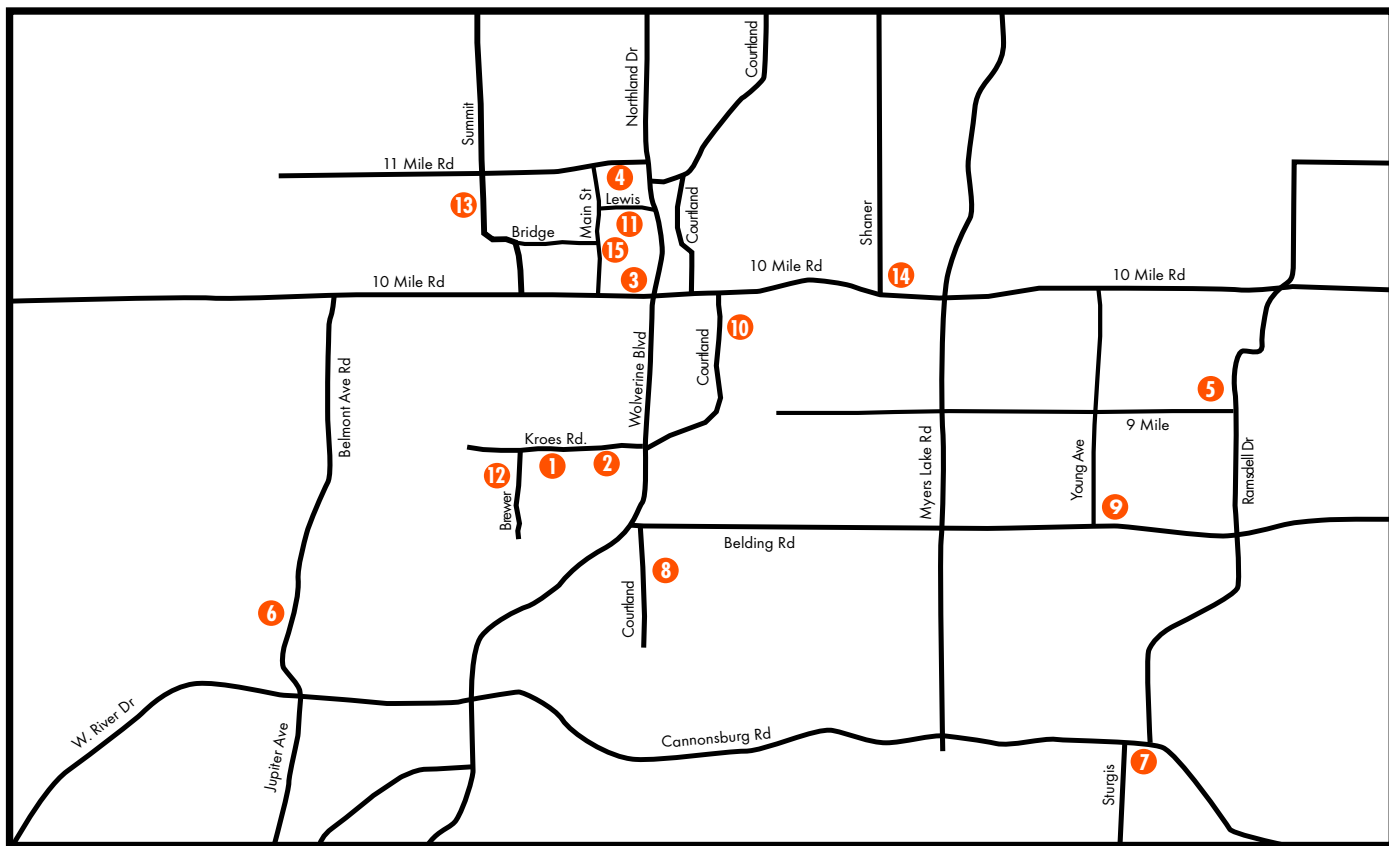 Courtland
Northland Dr
Summit
11 Mile Rd
4
Lewis
13
Main St
11
Courtland
Shaner
Bridge
15
10 Mile Rd
3
10 Mile Rd
14
10 Mile Rd
10
Belmont Ave Rd
Wolverine Blvd
Courtland
5
9 Mile
Kroes Rd.
1
2
12
Brewer
Myers Lake Rd
Young Ave
Ramsdell Dr
9
Belding Rd
8
Courtland
6
W. River Dr
Jupiter Ave
Cannonsburg Rd
7
Sturgis